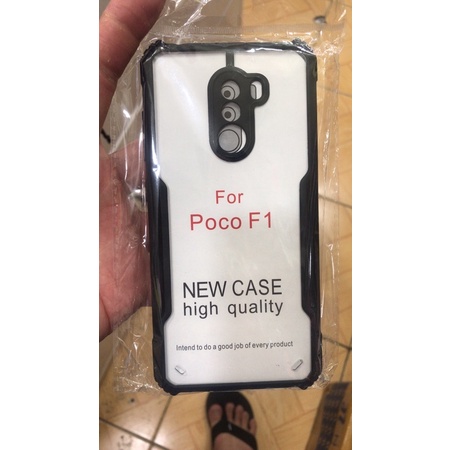 For
Poco F1
NEW CASE
high quality
Intend to do a good job of every product